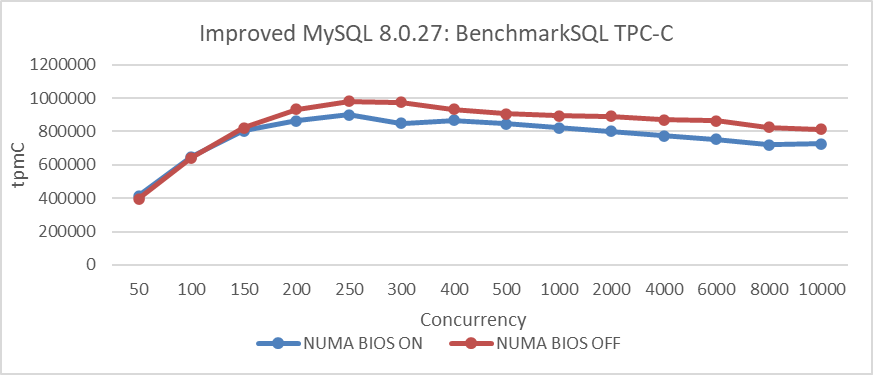 Improved MySQL 8.0.27: BenchmarkSQL TPC-C
1200000
1000000
800000
600000
400000
200000
0
tpmC
50 100 150 200 250 300 400 500 1000 2000 4000 6000 8000 10000
Concurrency
NUMA BIOS ON NUMA BIOS OFF